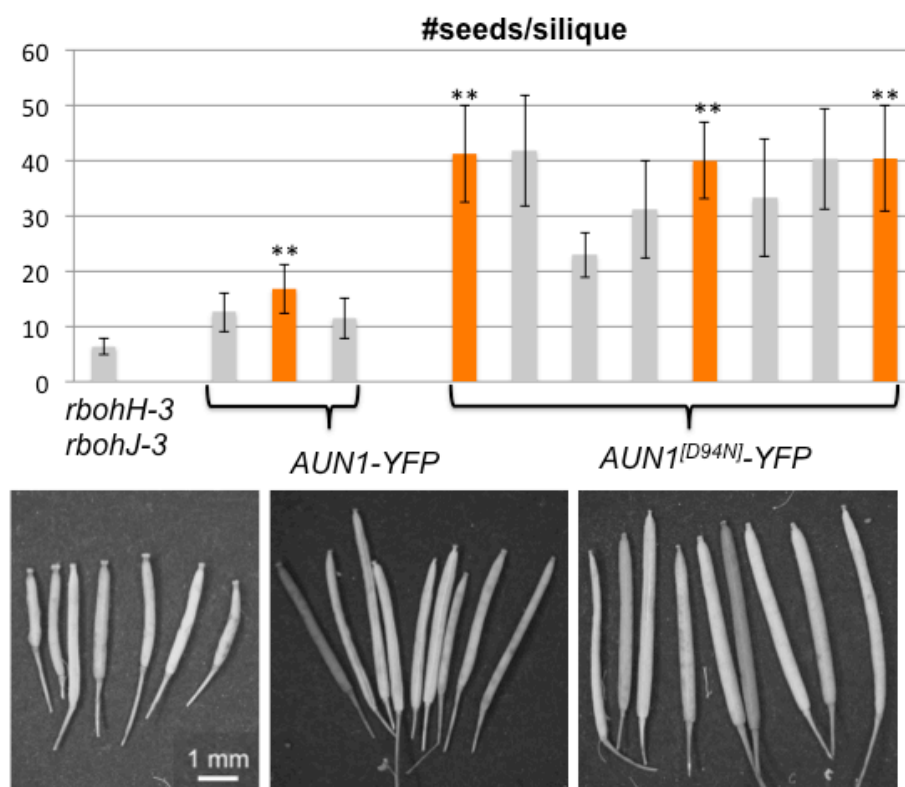 #seeds/silique
60
50
40
30
20
10
0
** ** ** **
rbohH-3
rbohJ-3
AUN1-YFP
AUN1[D94N]-YFP
1 mm